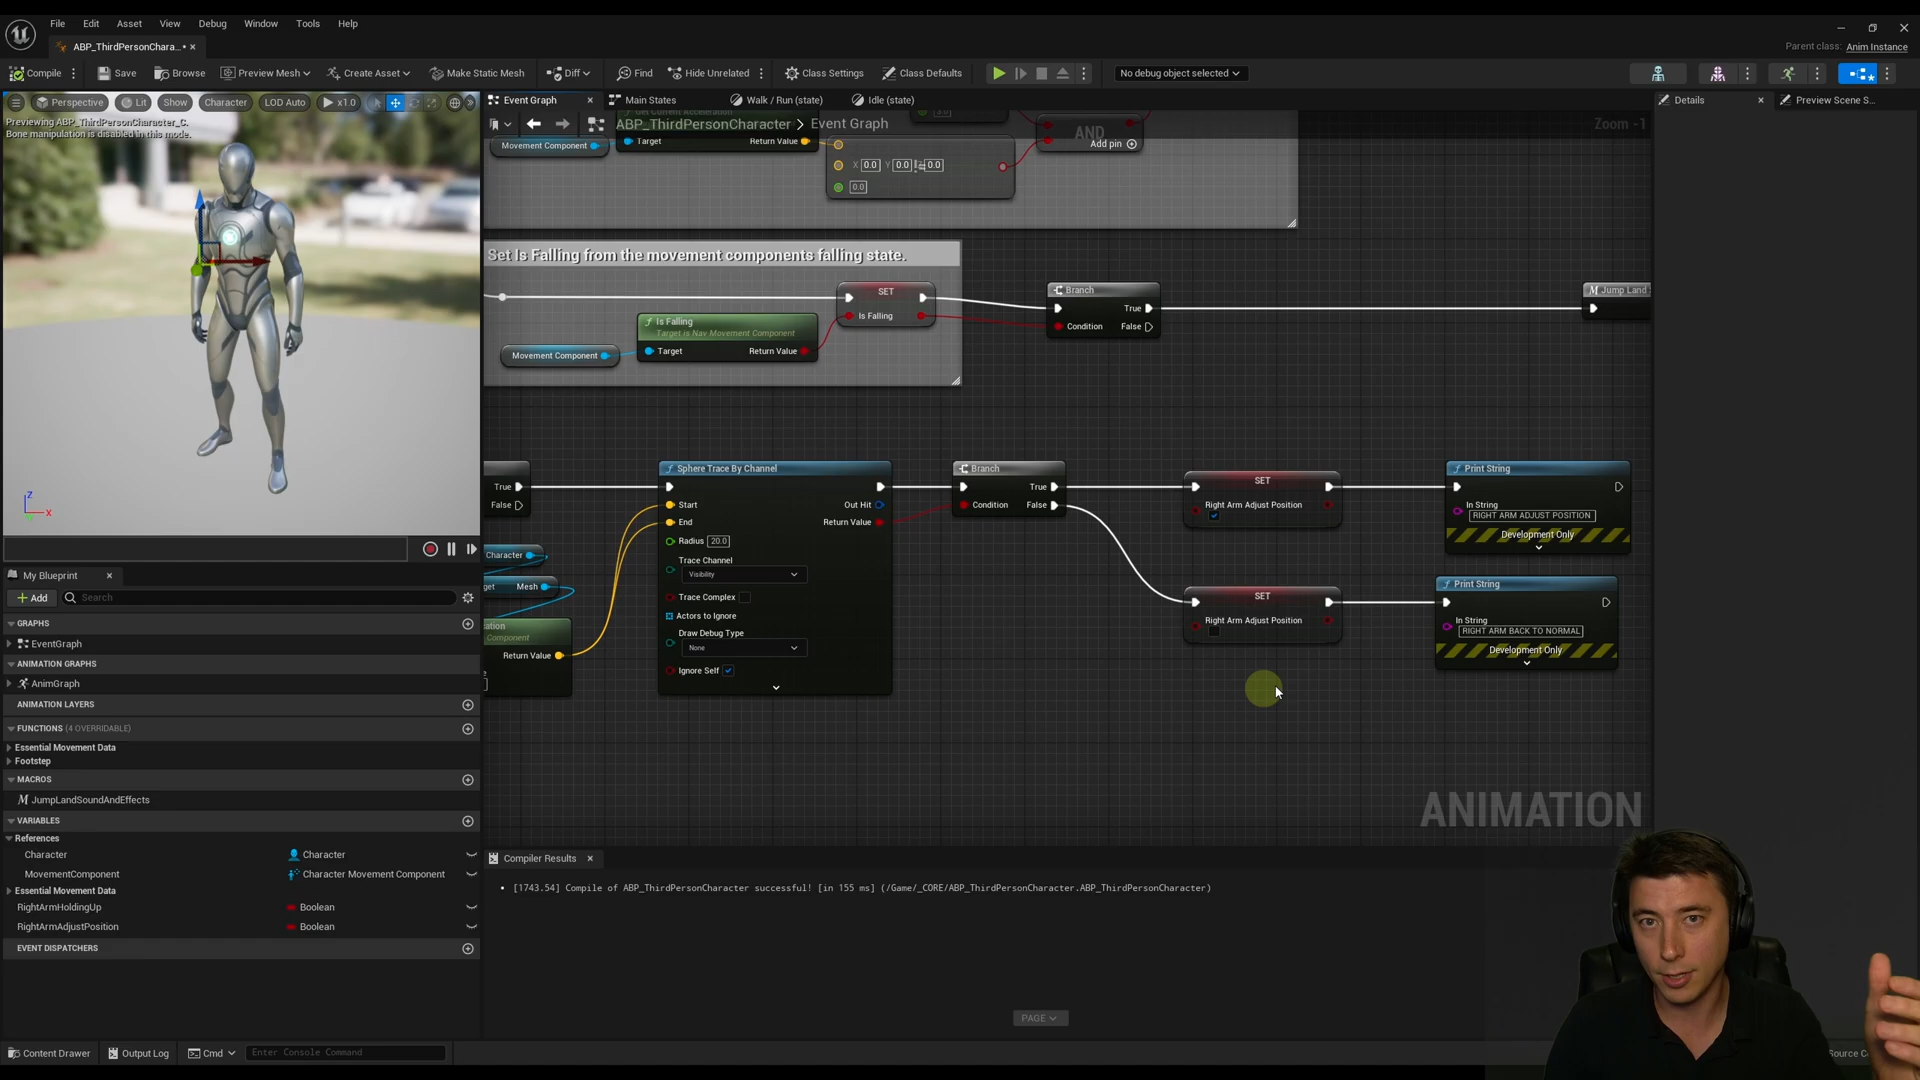 File Edit Asset View Debug Window Tools Help
ABP_ThirdPersonChara...•
Parent class: Anim Instance
Compile Save Browse Preview Mesh Create Asset Make Static Mesh Diff Find Hide Unrelated Class Settings Class Defaults No debug object selected
Perspective Lit Show Character LOD Auto x1.0
Previewing ABP_ThirdPersonCharacter_C.
Bone manipulation is disabled in this mode.
Z
X
Event Graph Main States Walk / Run (state) Idle (state)
ABP_ThirdPersonCharacter > Event Graph
Zoom -1
Details Preview Scene S...
Movement Component
Target Return Value
X 0.0 Y 0.0 0.0
0.0
AND
Add pin
Set Is Falling from the movement components falling state.
SET
Is Falling
Is Falling
Target is Nav Movement Component
Target Return Value
Movement Component
Branch
True
Condition False
Jump Land
True
False
Character
Mesh
Return Value
Sphere Trace By Channel
Start Out Hit
End Return Value
Radius 20.0
Trace Channel
Visibility
Trace Complex
Actors to Ignore
Draw Debug Type
None
Ignore Self
Branch
True
Condition False
SET
Right Arm Adjust Position
Print String
In String
RIGHT ARM ADJUST POSITION
Development Only
SET
Right Arm Adjust Position
Print String
In String
RIGHT ARM BACK TO NORMAL
Development Only
ANIMATION
My Blueprint
Add Search
GRAPHS
EventGraph
ANIMATION GRAPHS
AnimGraph
ANIMATION LAYERS
FUNCTIONS (4 OVERRIDABLE)
Essential Movement Data
Footstep
MACROS
JumpLandSoundAndEffects
VARIABLES
References
Character Character
MovementComponent Character Movement Component
Essential Movement Data
RightArmHoldingUp Boolean
RightArmAdjustPosition Boolean
EVENT DISPATCHERS
Compiler Results
[1743.54] Compile of ABP_ThirdPersonCharacter successful! [in 155 ms] (/Game/_CORE/ABP_ThirdPersonCharacter.ABP_ThirdPersonCharacter)
PAGE
Content Drawer Output Log Cmd Enter Console Command
Source C